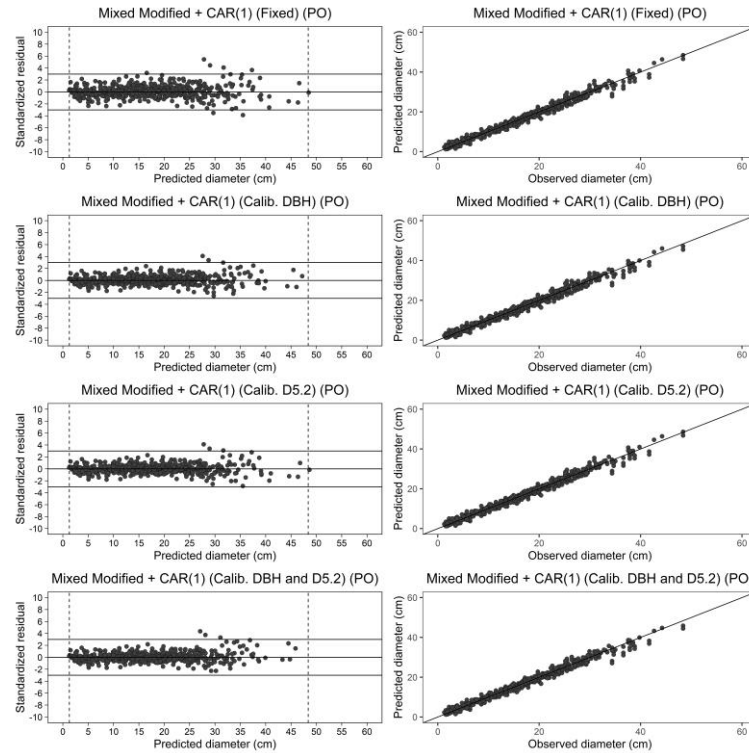 Mixed Modified + CAR(1) (Fixed) (PO)
Standardized residual
10
8
6
4
2
0
-2
-4
-6
-8
-10
0 5 10 15 20 25 30 35 40 45 50 55 60
Predicted diameter (cm)
Mixed Modified + CAR(1) (Fixed) (PO)
Predicted diameter (cm)
60
40
20
0
0 20 40 60
Observed diameter (cm)
Mixed Modified + CAR(1) (Calib. DBH) (PO)
Standardized residual
10
8
6
4
2
0
-2
-4
-6
-8
-10
0 5 10 15 20 25 30 35 40 45 50 55 60
Predicted diameter (cm)
Mixed Modified + CAR(1) (Calib. DBH) (PO)
Predicted diameter (cm)
60
40
20
0
0 20 40 60
Observed diameter (cm)
Mixed Modified + CAR(1) (Calib. D5.2) (PO)
Standardized residual
10
8
6
4
2
0
-2
-4
-6
-8
-10
0 5 10 15 20 25 30 35 40 45 50 55 60
Predicted diameter (cm)
Mixed Modified + CAR(1) (Calib. D5.2) (PO)
Predicted diameter (cm)
60
40
20
0
0 20 40 60
Observed diameter (cm)
Mixed Modified + CAR(1) (Calib. DBH and D5.2) (PO)
Standardized residual
10
8
6
4
2
0
-2
-4
-6
-8
-10
0 5 10 15 20 25 30 35 40 45 50 55 60
Predicted diameter (cm)
Mixed Modified + CAR(1) (Calib. DBH and D5.2) (PO)
Predicted diameter (cm)
60
40
20
0
0 20 40 60
Observed diameter (cm)